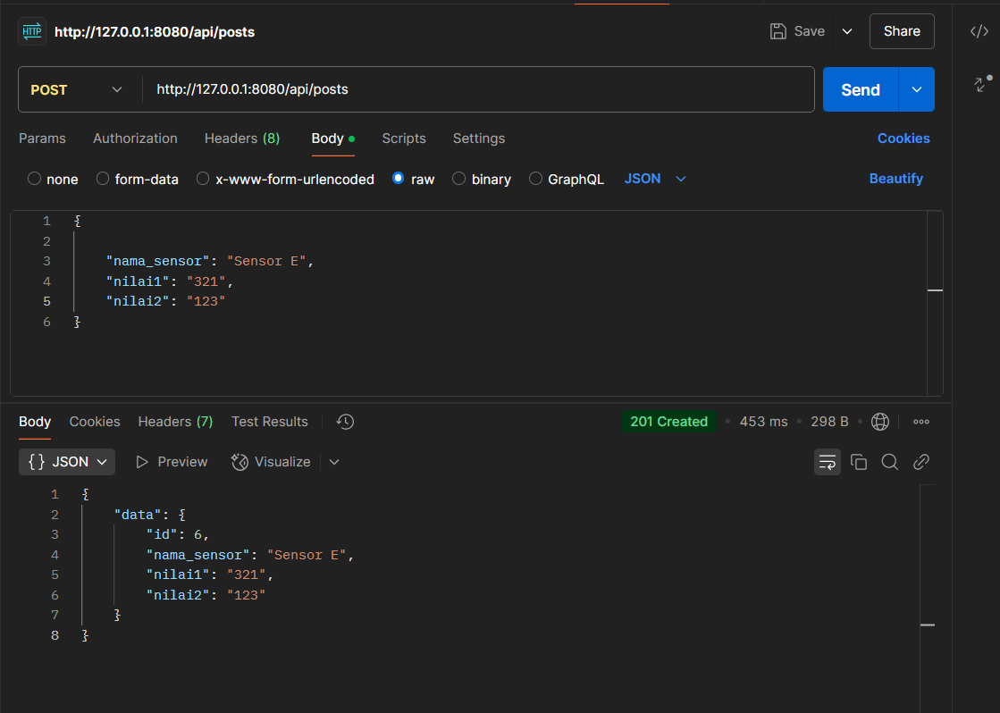 HTTP http://127.0.0.1:8080/api/posts Save Share </>
POST http://127.0.0.1:8080/api/posts Send
Params Authorization Headers (8) Body Scripts Settings Cookies
none form-data x-www-form-urlencoded raw binary GraphQL JSON Beautify
1 {
2
3 "nama_sensor": "Sensor E",
4 "nilai1": "321",
5 "nilai2": "123"
6 }
Body Cookies Headers (7) Test Results 201 Created • 453 ms • 298 B •
{} JSON Preview Visualize
1 {
2 "data": {
3 "id": 6,
4 "nama_sensor": "Sensor E",
5 "nilai1": "321",
6 "nilai2": "123"
7 }
8 }